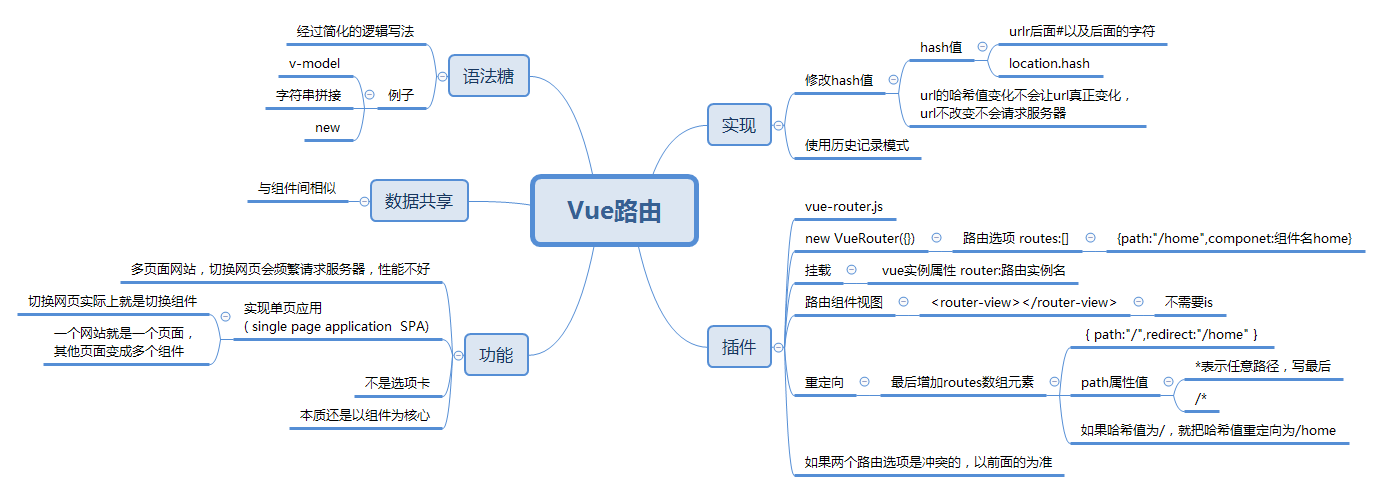 Vue路由
语法糖
经过简化的逻辑写法
例子
v-model
字符串拼接
new
数据共享
与组件间相似
功能
多页面网站，切换网页会频繁请求服务器，性能不好
实现单页应用
( single page application  SPA)
切换网页实际上就是切换组件
一个网站就是一个页面，
其他页面变成多个组件
不是选项卡
本质还是以组件为核心
实现
修改hash值
hash值
urlr后面#以及后面的字符
location.hash
url的哈希值变化不会让url真正变化，
url不改变不会请求服务器
使用历史记录模式
插件
vue-router.js
new VueRouter({})
路由选项 routes:[]
{path:"/home",componet:组件名home}
挂载
vue实例属性 router:路由实例名
路由组件视图
<router-view></router-view>
不需要is
重定向
最后增加routes数组元素
{ path:"/",redirect:"/home" }
path属性值
*表示任意路径，写最后
/*
如果哈希值为/，就把哈希值重定向为/home
如果两个路由选项是冲突的，以前面的为准